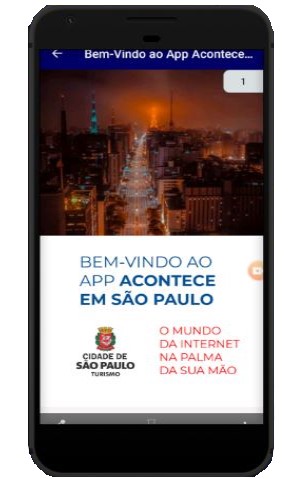 Bem-Vindo ao App Acontece...
1
BEM-VINDO AO
APP ACONTECE
EM SÃO PAULO
CIDADE DE
SÃO PAULO
TURISMO
O MUNDO
DA INTERNET
NA PALMA
DA SUA MÃO